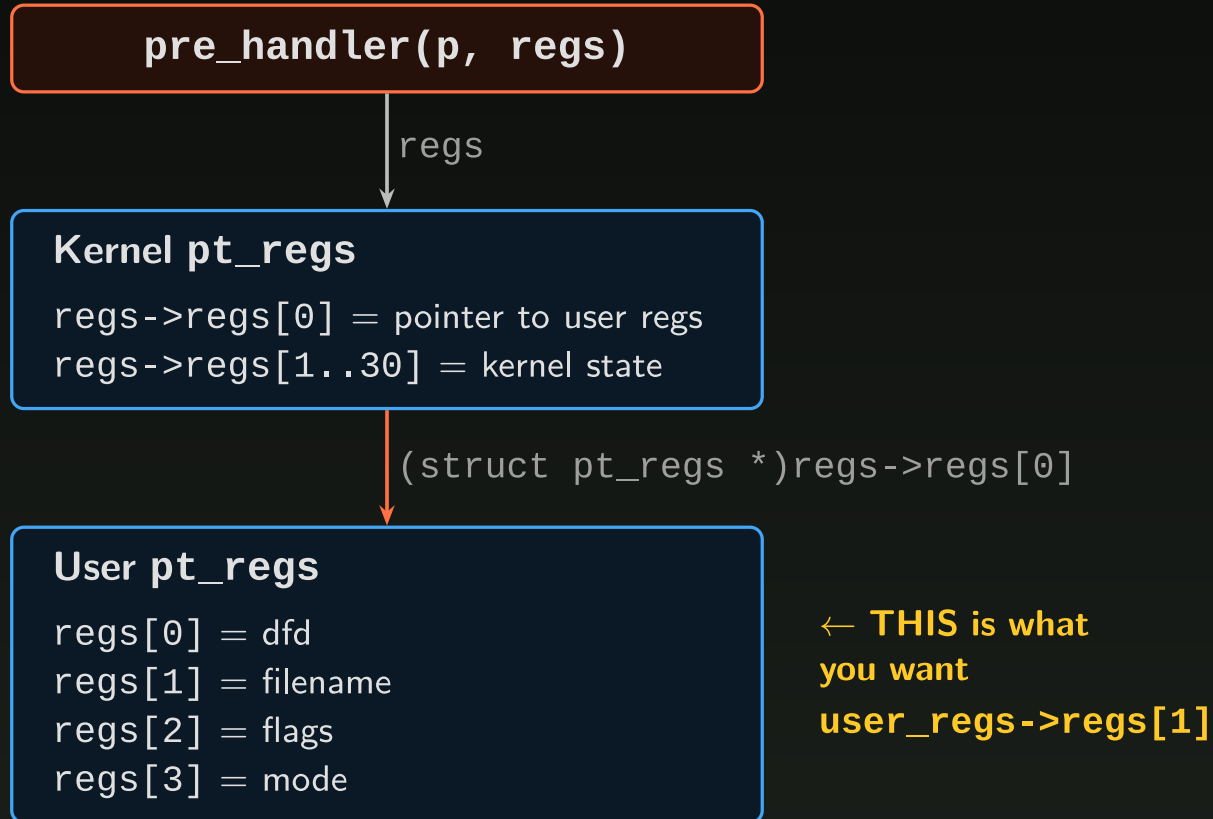 pre_handler(p, regs)
regs
Kernel pt_regs
regs->regs[0] = pointer to user regs
regs->regs[1..30] = kernel state
(struct pt_regs *)regs->regs[0]
User pt_regs
regs[0] = dfd
regs[1] = filename
regs[2] = flags
regs[3] = mode
← THIS is what
you want
user_regs->regs[1]